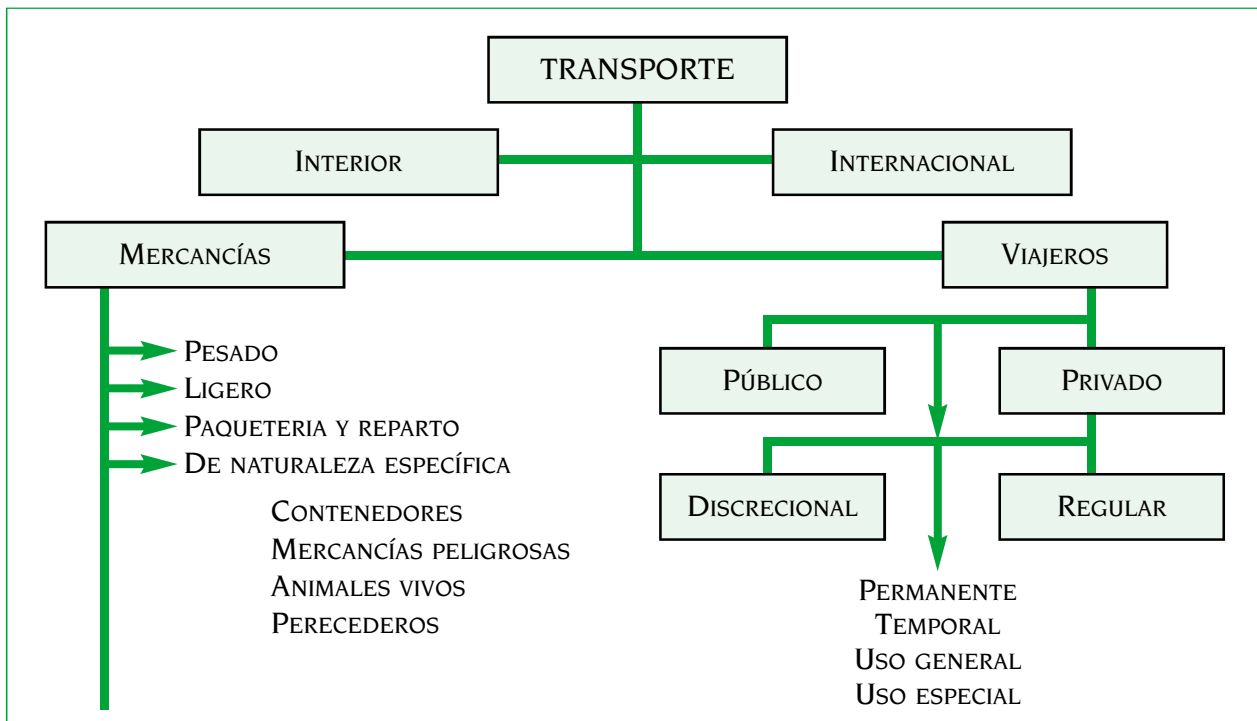 TRANSPORTE
INTERIOR
INTERNACIONAL
MERCANCÍAS
VIAJEROS
PESADO
LIGERO
PAQUETERIA Y REPARTO
DE NATURALEZA ESPECÍFICA
CONTENEDORES
MERCANCÍAS PELIGROSAS
ANIMALES VIVOS
PERECEDEROS
PÚBLICO
PRIVADO
DISCRECIONAL
REGULAR
PERMANENTE
TEMPORAL
USO GENERAL
USO ESPECIAL